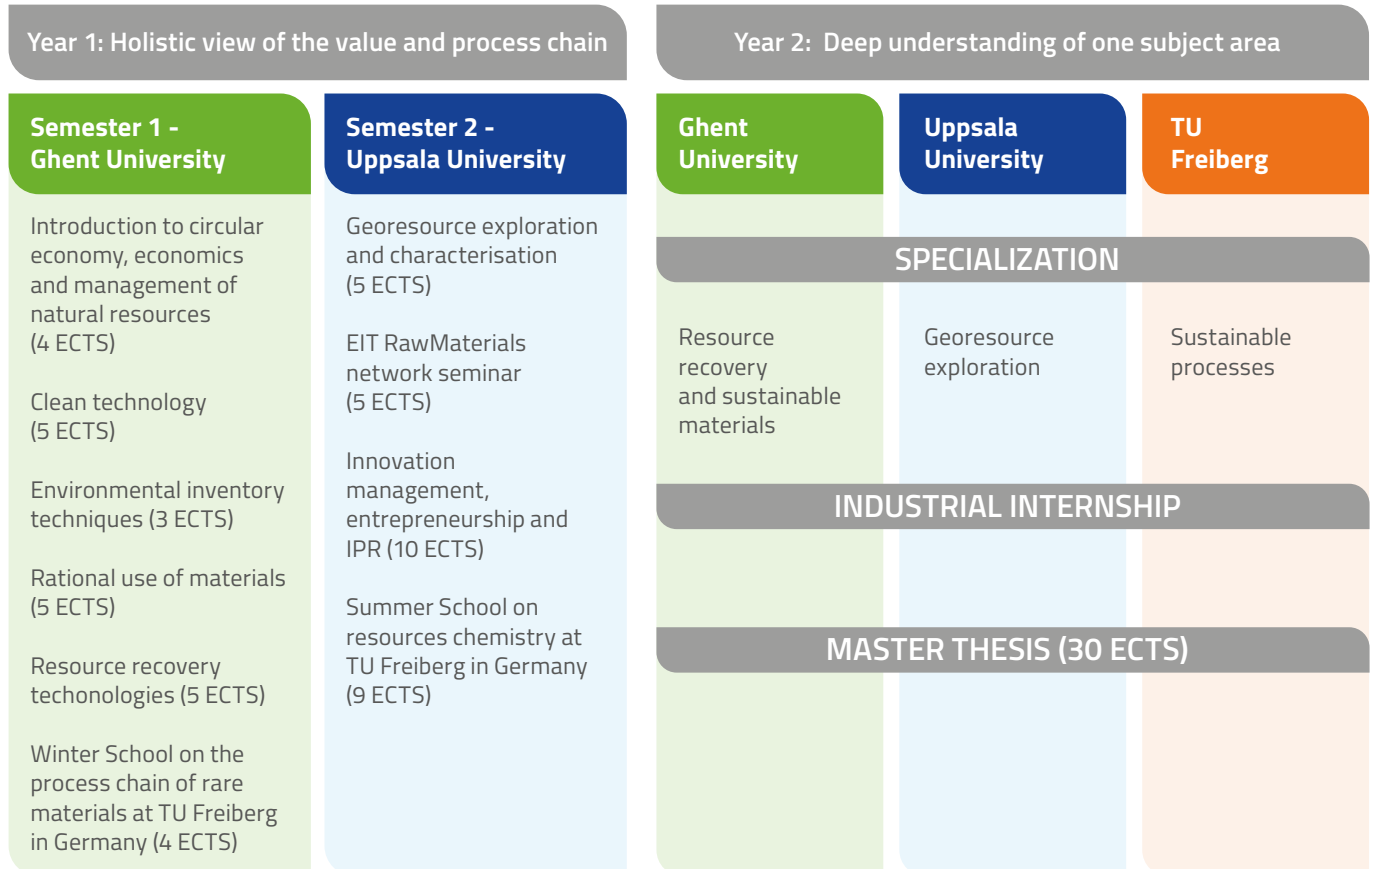 Year 1: Holistic view of the value and process chain
Semester 1 -
Ghent University
Introduction to circular
economy, economics
and management of
natural resources
(4 ECTS)
Clean technology
(5 ECTS)
Environmental inventory
techniques (3 ECTS)
Rational use of materials
(5 ECTS)
Resource recovery
techonologies (5 ECTS)
Winter School on the
process chain of rare
materials at TU Freiberg
in Germany (4 ECTS)
Semester 2 -
Uppsala University
Georesource exploration
and characterisation
(5 ECTS)
EIT RawMaterials
network seminar
(5 ECTS)
Innovation
management,
entrepreneurship and
IPR (10 ECTS)
Summer School on
resources chemistry at
TU Freiberg in Germany
(9 ECTS)
Year 2:  Deep understanding of one subject area
Ghent
University
Uppsala
University
TU
Freiberg
SPECIALIZATION
Resource
recovery
and sustainable
materials
Georesource
exploration
Sustainable
processes
INDUSTRIAL INTERNSHIP
MASTER THESIS (30 ECTS)